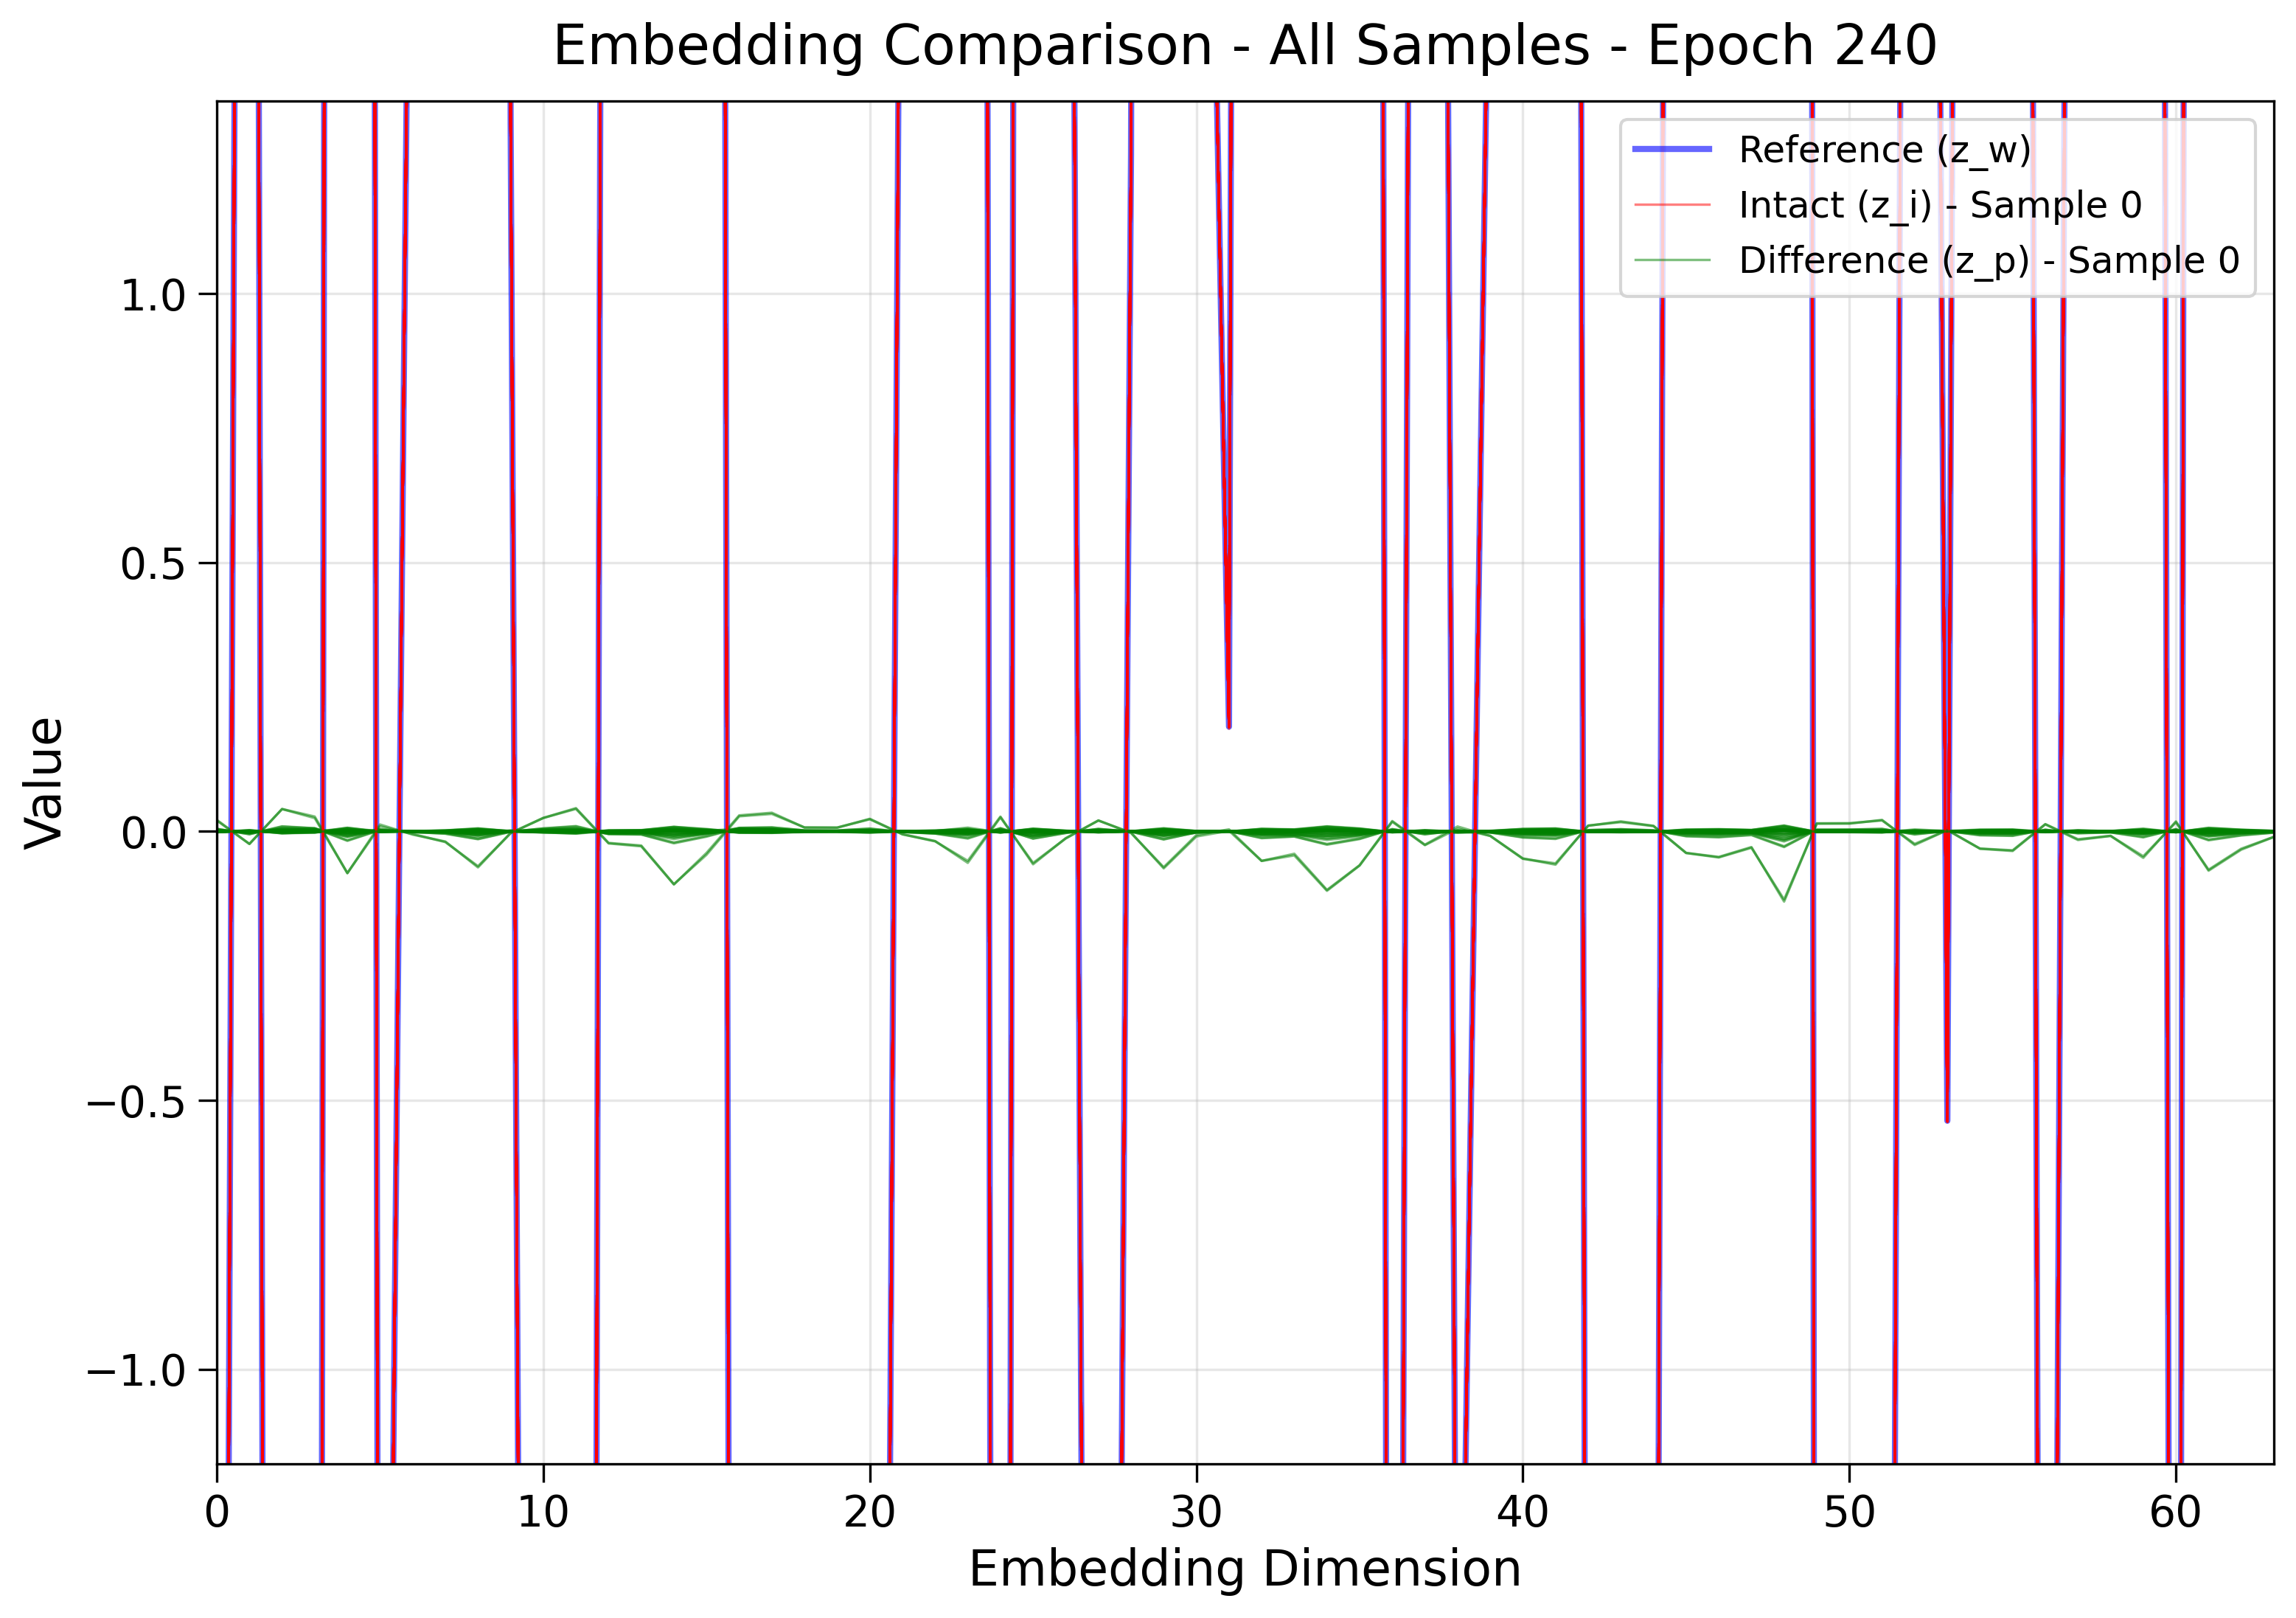 Embedding Comparison - All Samples - Epoch 240
Reference (z_w)
Intact (z_i) - Sample 0
Difference (z_p) - Sample 0
1.0
0.5
0.0
−0.5
−1.0
Value
0 10 20 30 40 50 60
Embedding Dimension